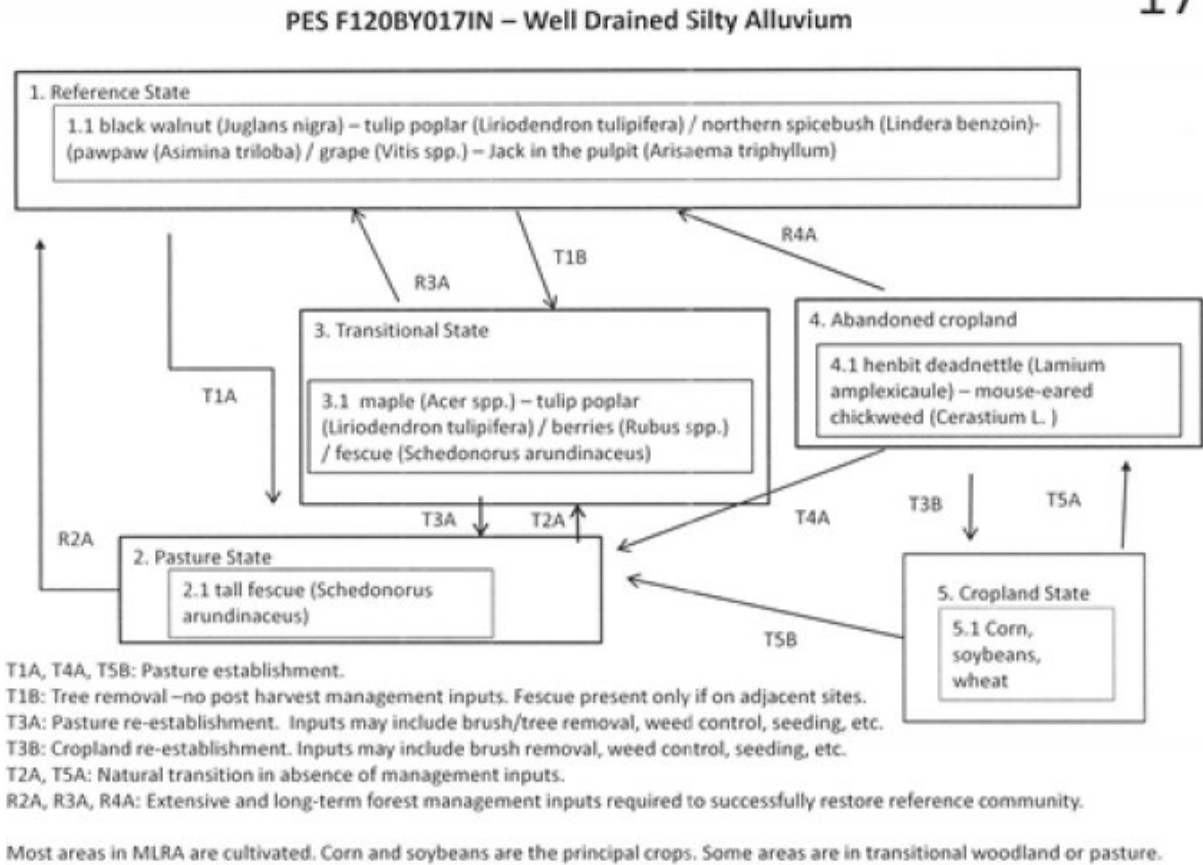 17
PES F120BY017IN – Well Drained Silty Alluvium
1. Reference State
1.1 black walnut (Juglans nigra) – tulip poplar (Liriodendron tulipifera) / northern spicebush (Lindera benzoin)-
(pawpaw (Asimina triloba) / grape (Vitis spp.) – Jack in the pulpit (Arisaema triphyllum)
R4A
T1B
R3A
3. Transitional State
4. Abandoned cropland
4.1 henbit deadnettle (Lamium
amplexicaule) – mouse-eared
chickweed (Cerastium L. )
T1A
3.1 maple (Acer spp.) – tulip poplar
(Liriodendron tulipifera) / berries (Rubus spp.)
/ fescue (Schedonorus arundinaceus)
T3A
T2A
T4A
T3B
T5A
R2A
2. Pasture State
2.1 tall fescue (Schedonorus
arundinaceus)
5. Cropland State
5.1 Corn,
soybeans,
wheat
T5B
T1A, T4A, T5B: Pasture establishment.
T1B: Tree removal –no post harvest management inputs. Fescue present only if on adjacent sites.
T3A: Pasture re-establishment. Inputs may include brush/tree removal, weed control, seeding, etc.
T3B: Cropland re-establishment. Inputs may include brush removal, weed control, seeding, etc.
T2A, T5A: Natural transition in absence of management inputs.
R2A, R3A, R4A: Extensive and long-term forest management inputs required to successfully restore reference community.
Most areas in MLRA are cultivated. Corn and soybeans are the principal crops. Some areas are in transitional woodland or pasture.